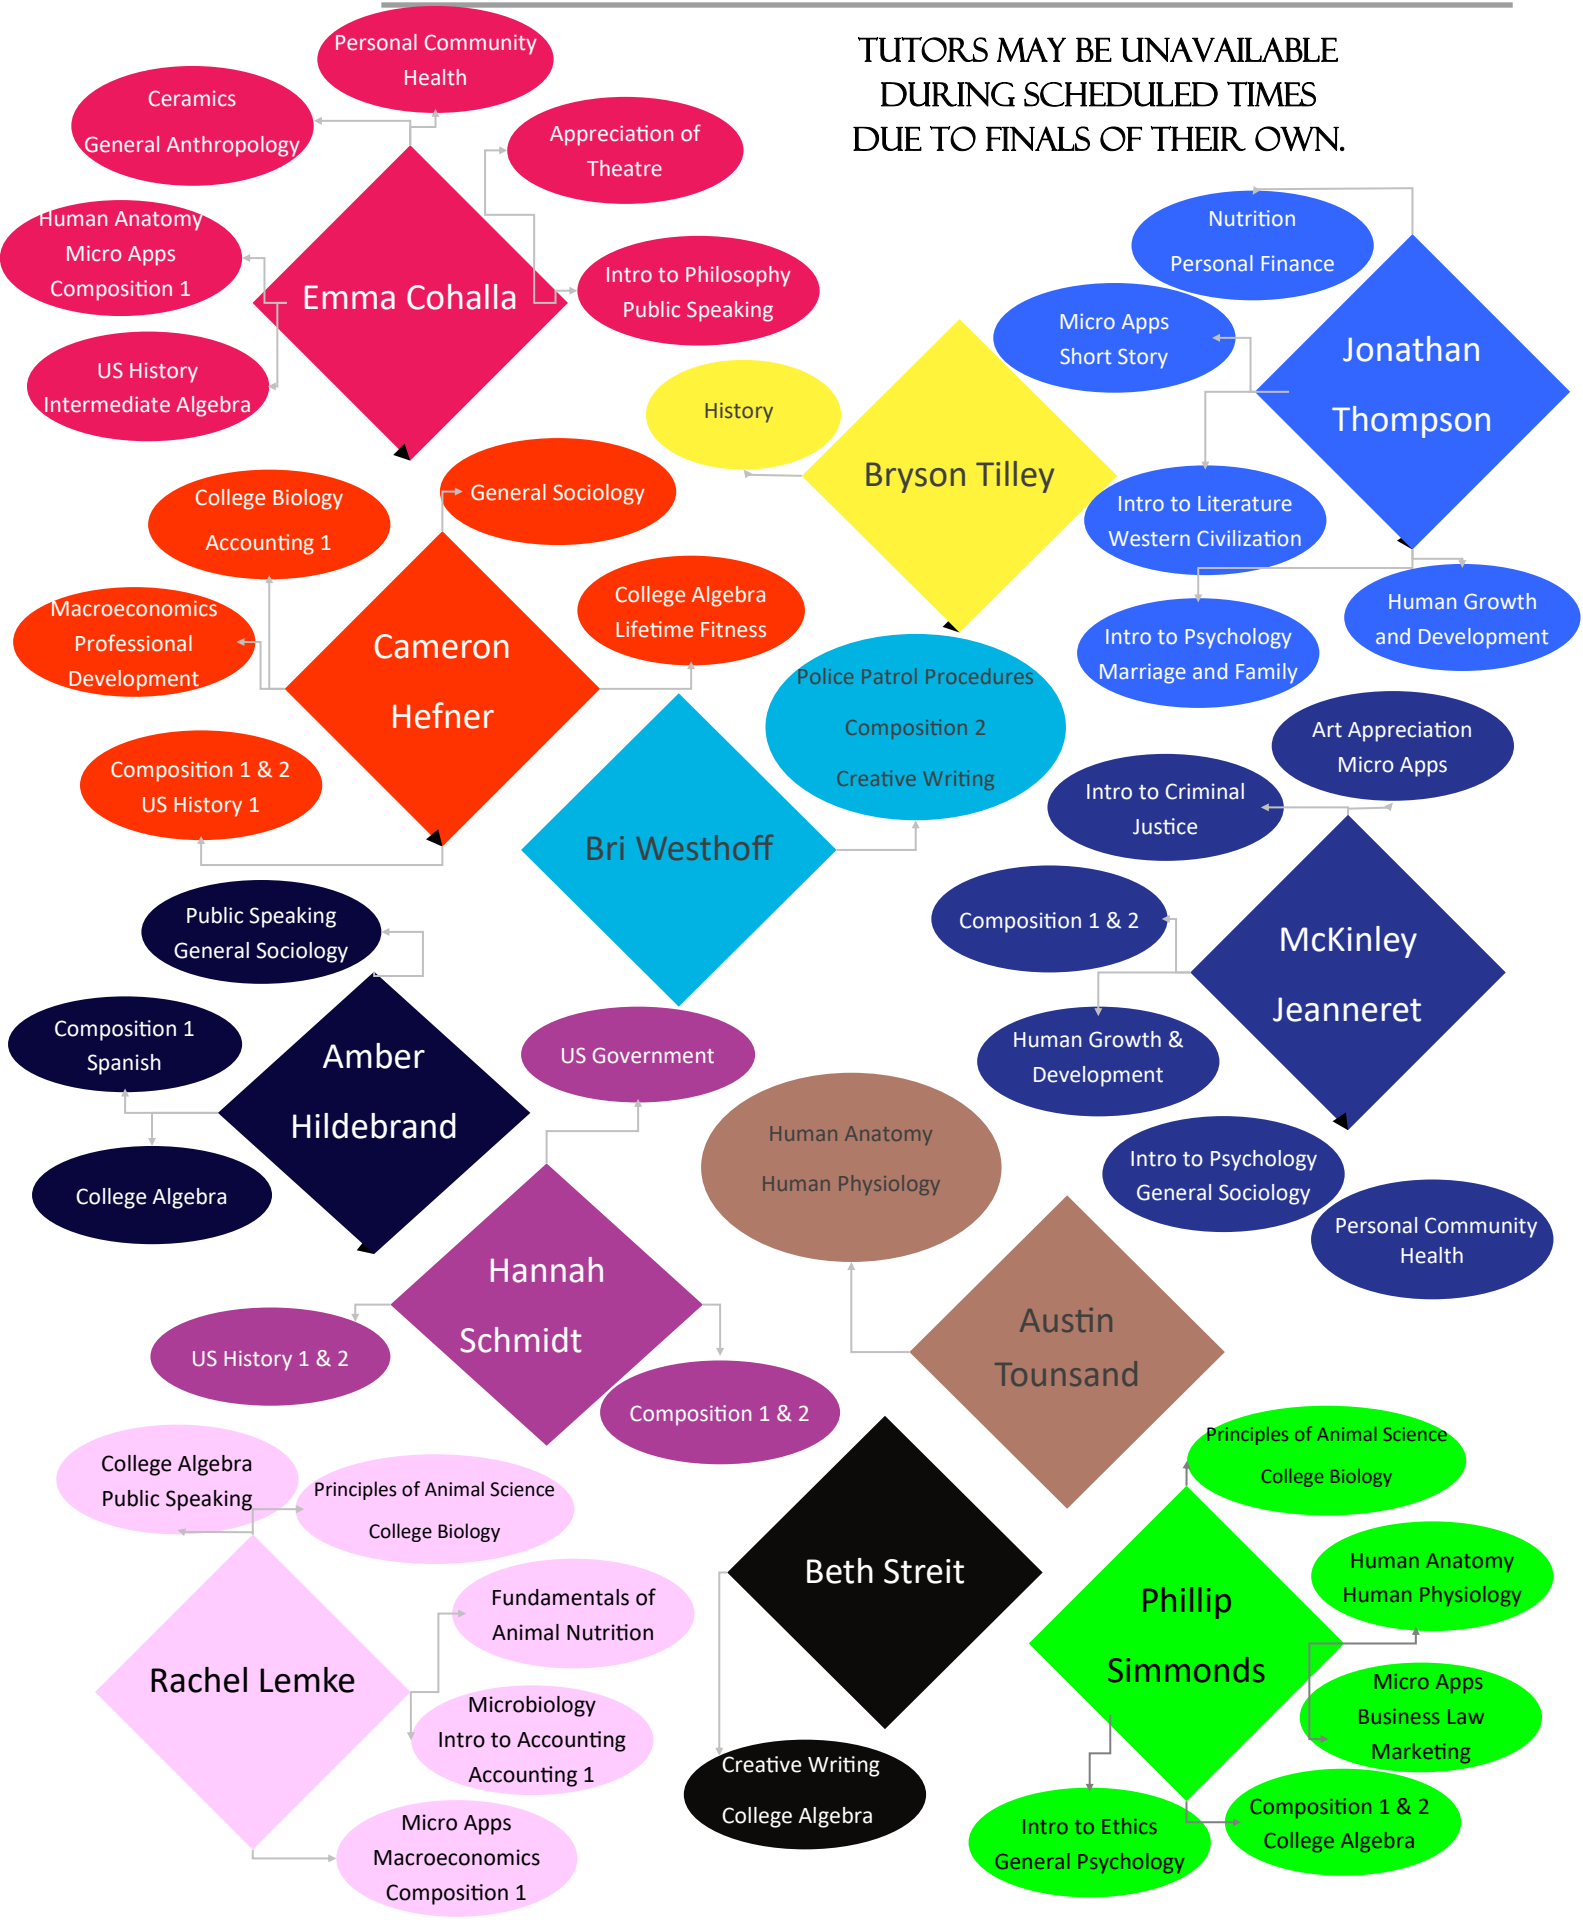 TUTORS MAY BE UNAVAILABLE
DURING SCHEDULED TIMES
DUE TO FINALS OF THEIR OWN.
Personal Community
Health
Ceramics
General Anthropology
Appreciation of
Theatre
Human Anatomy
Micro Apps
Composition 1
Emma Cohalla
Intro to Philosophy
Public Speaking
US History
Intermediate Algebra
Nutrition
Personal Finance
Micro Apps
Short Story
Jonathan
Thompson
Intro to Literature
Western Civilization
Intro to Psychology
Marriage and Family
Human Growth
and Development
History
Bryson Tilley
College Biology
Accounting 1
General Sociology
Macroeconomics
Professional
Development
Cameron
Hefner
College Algebra
Lifetime Fitness
Composition 1 & 2
US History 1
Police Patrol Procedures
Composition 2
Creative Writing
Bri Westhoff
Art Appreciation
Micro Apps
Intro to Criminal
Justice
Composition 1 & 2
McKinley
Jeanneret
Human Growth &
Development
Intro to Psychology
General Sociology
Personal Community
Health
Public Speaking
General Sociology
Composition 1
Spanish
Amber
Hildebrand
College Algebra
US Government
Hannah
Schmidt
US History 1 & 2
Composition 1 & 2
Human Anatomy
Human Physiology
Austin
Tounsand
College Algebra
Public Speaking
Principles of Animal Science
College Biology
Fundamentals of
Animal Nutrition
Rachel Lemke
Microbiology
Intro to Accounting
Accounting 1
Micro Apps
Macroeconomics
Composition 1
Beth Streit
Creative Writing
College Algebra
Principles of Animal Science
College Biology
Human Anatomy
Human Physiology
Phillip
Simmonds
Micro Apps
Business Law
Marketing
Composition 1 & 2
College Algebra
Intro to Ethics
General Psychology